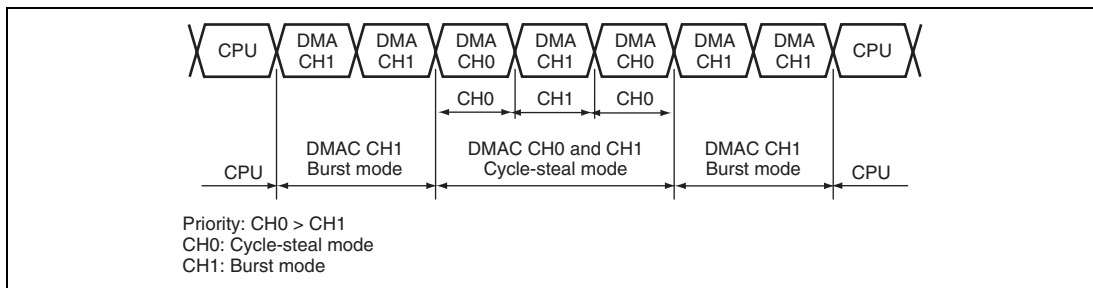 CPU DMA CH1 DMA CH1 DMA CH0 DMA CH1 DMA CH0 DMA CH1 DMA CH1 CPU
CH0 CH1 CH0
CPU DMAC CH1 Burst mode DMAC CH0 and CH1 Cycle-steal mode DMAC CH1 Burst mode CPU
Priority: CH0 > CH1
CH0: Cycle-steal mode
CH1: Burst mode